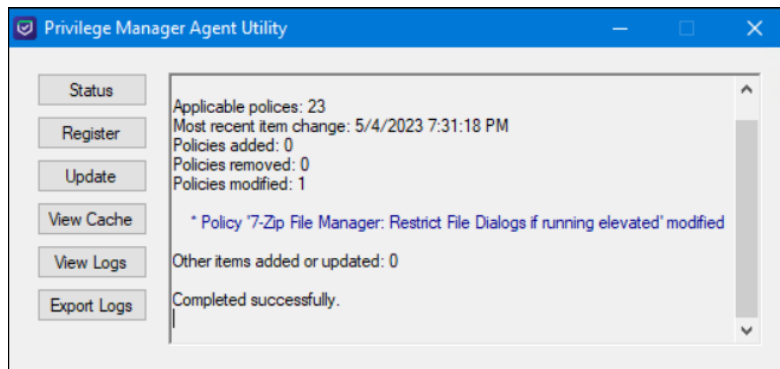 Privilege Manager Agent Utility
Status
Register
Update
View Cache
View Logs
Export Logs
Applicable polices: 23
Most recent item change: 5/4/2023 7:31:18 PM
Policies added: 0
Policies removed: 0
Policies modified: 1
* Policy '7-Zip File Manager: Restrict File Dialogs if running elevated' modified
Other items added or updated: 0
Completed successfully.